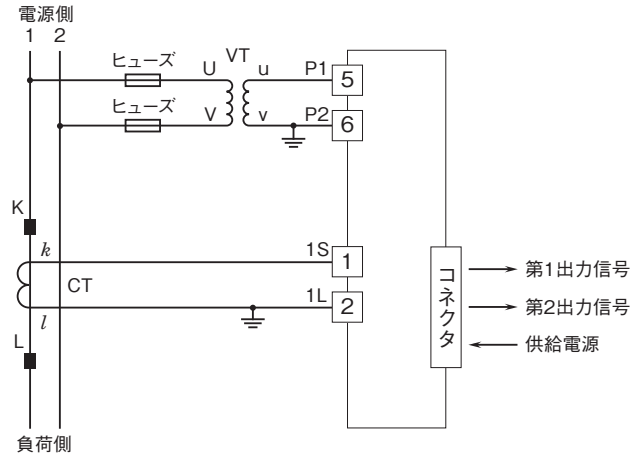 電源側
1 2
ヒューズ U VT u P1 5
ヒューズ V v P2 6
K
k 1S 1
CT
l 1L 2
L
コネクタ
第1出力信号
第2出力信号
供給電源
負荷側